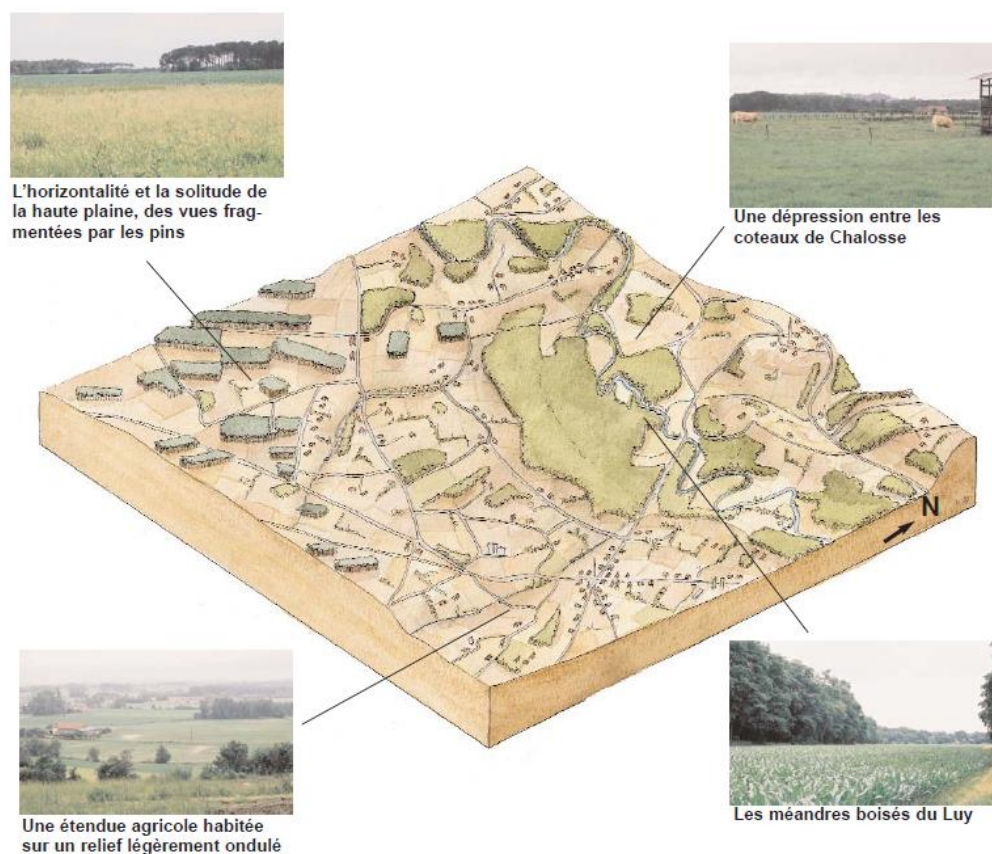 L'horizontalité et la solitude de
la haute plaine, des vues frag-
mentées par les pins
Une dépression entre les
coteaux de Chalosse
N
Une étendue agricole habitée
sur un relief légèrement ondulé
Les méandres boisés du Luy